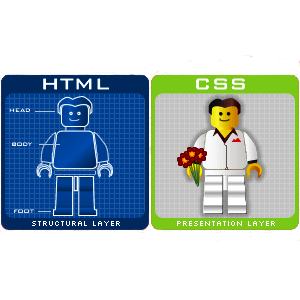 HTML
HEAD
BODY
FOOT
STRUCTURAL LAYER
CSS
PRESENTATION LAYER